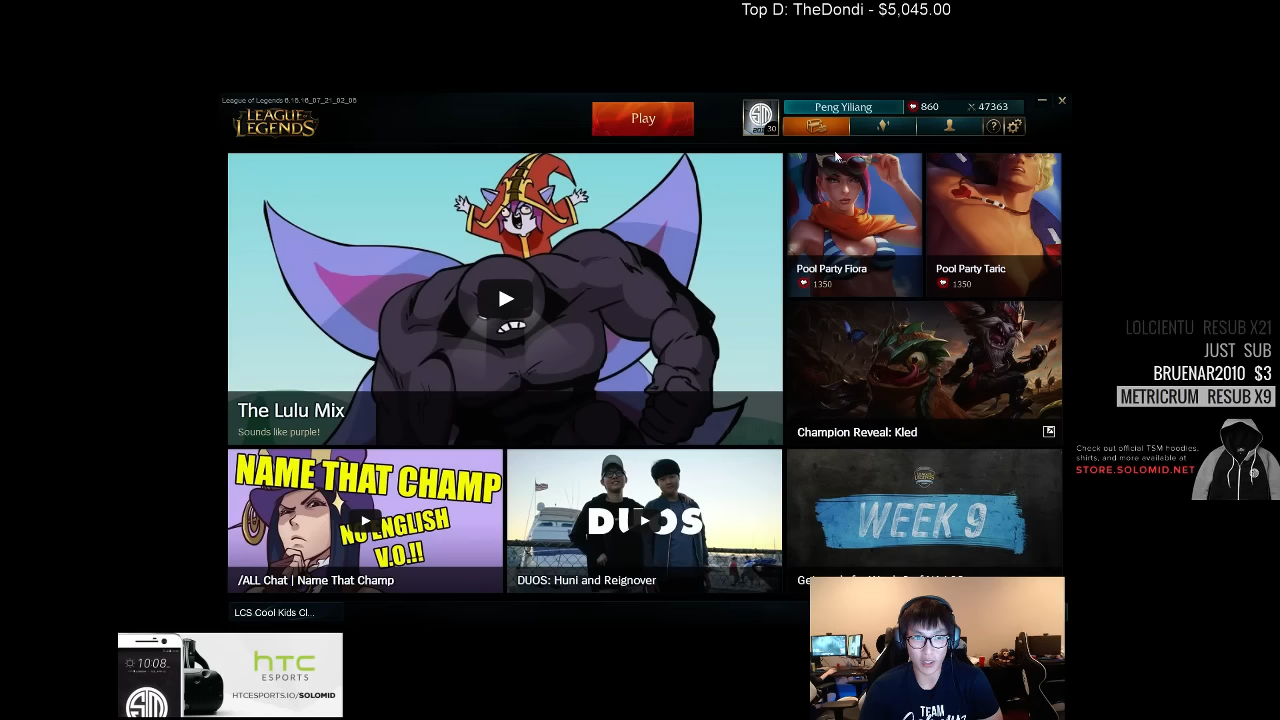 Top D: TheDondi - $5,045.00
LEAGUE OF LEGENDS
Play
30
Peng Yiliang
860
47363
The Lulu Mix
Sounds like purple!
Pool Party Fiora
1350
Pool Party Taric
1350
Champion Reveal: Kled
NAME THAT CHAMP
NO ENGLISH
V.O.!!
/ALL Chat | Name That Champ
DUOS
DUOS: Huni and Reignover
WEEK 9
LCS Cool Kids Cl...
LOLCIENTU RESUB X21
JUST SUB
BRUENAR2010 $3
METRICRUM RESUB X9
Check out official TSM hoodies,
shirts, and more available at
STORE.SOLOMID.NET
10:08
hTC
ESPORTS
HTCESPORTS.IO/SOLOMID
TEAM